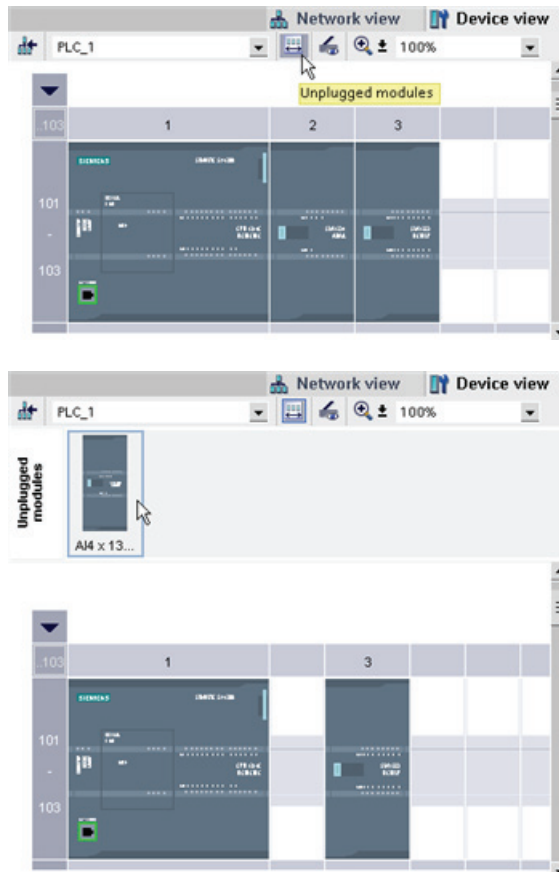 Network view Device view
PLC_1 100%
Unplugged modules
..103 1 2 3
SIEMENS
101
-
103
Network view Device view
PLC_1 100%
Unplugged
modules
AI4 x 13...
..103 1 3
SIEMENS
101
-
103